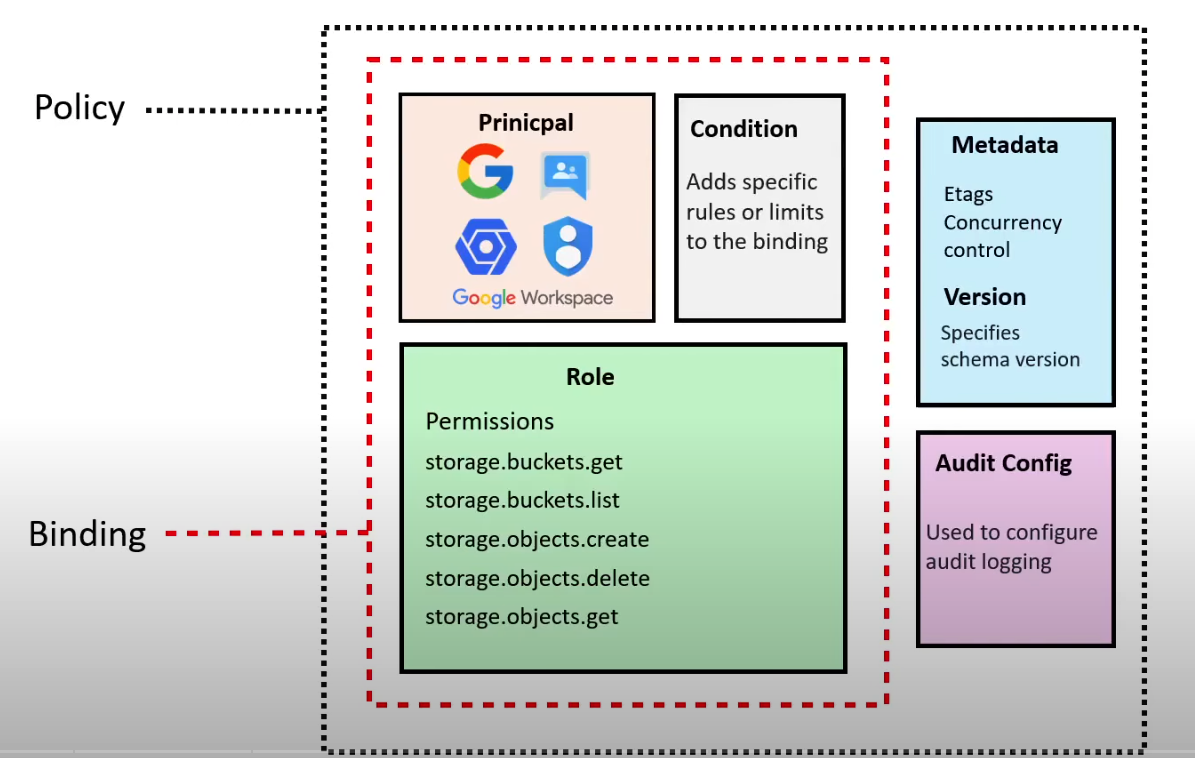 Policy
Binding
Prinicpal
Google Workspace
Condition
Adds specific
rules or limits
to the binding
Role
Permissions
storage.buckets.get
storage.buckets.list
storage.objects.create
storage.objects.delete
storage.objects.get
Metadata
Etags
Concurrency
control
Version
Specifies
schema version
Audit Config
Used to configure
audit logging